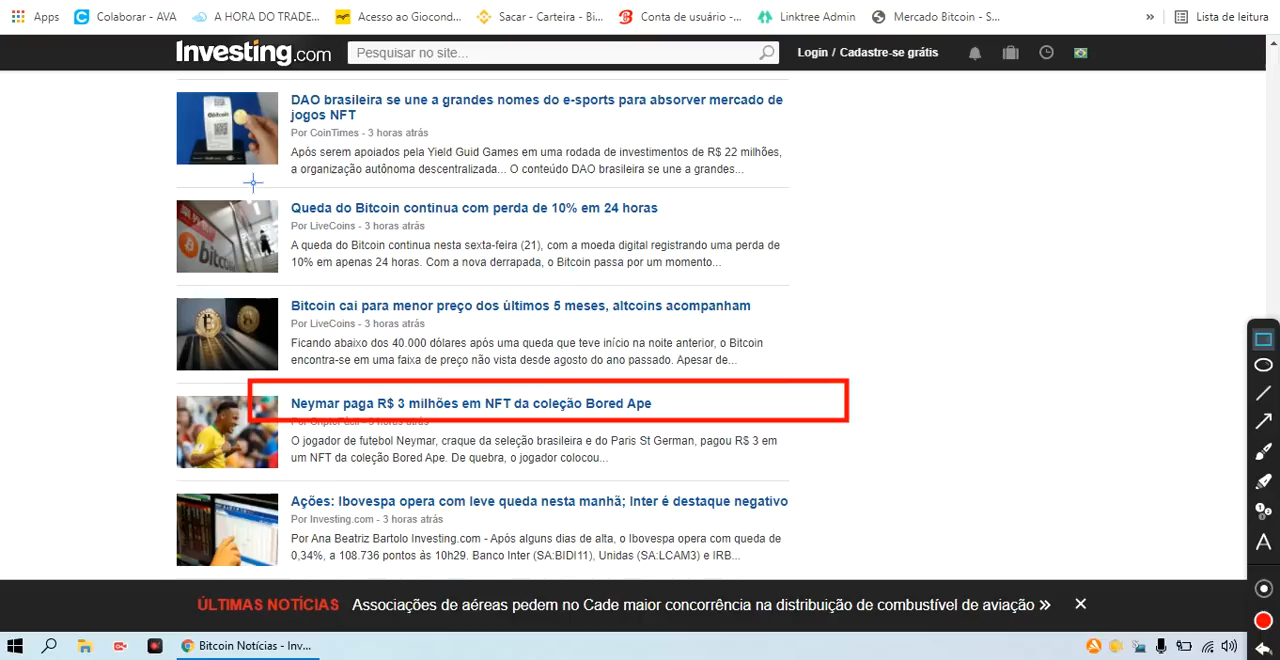 Apps Colaborar - AVA A HORA DO TRADE... Acesso ao Giocond... Sacar - Carteira - Bi... Conta de usuário -... Linktree Admin Mercado Bitcoin - S... » Lista de leitura
Investing.com Pesquisar no site... Login / Cadastre-se grátis
DAO brasileira se une a grandes nomes do e-sports para absorver mercado de
jogos NFT
Por CoinTimes - 3 horas atrás
Após serem apoiados pela Yield Guid Games em uma rodada de investimentos de R$ 22 milhões,
a organização autônoma descentralizada... O conteúdo DAO brasileira se une a grandes...
Queda do Bitcoin continua com perda de 10% em 24 horas
Por LiveCoins - 3 horas atrás
A queda do Bitcoin continua nesta sexta-feira (21), com a moeda digital registrando uma perda de
10% em apenas 24 horas. Com a nova derrapada, o Bitcoin passa por um momento...
bitcoin
Bitcoin cai para menor preço dos últimos 5 meses, altcoins acompanham
Por LiveCoins - 3 horas atrás
Ficando abaixo dos 40.000 dólares após uma queda que teve início na noite anterior, o Bitcoin
encontra-se em uma faixa de preço não vista desde agosto do ano passado. Apesar de...
Neymar paga R$ 3 milhões em NFT da coleção Bored Ape
Por CriptoFácil - 3 horas atrás
O jogador de futebol Neymar, craque da seleção brasileira e do Paris St German, pagou R$ 3 em
um NFT da coleção Bored Ape. De quebra, o jogador colocou...
Ações: Ibovespa opera com leve queda nesta manhã; Inter é destaque negativo
Por Investing.com - 3 horas atrás
Por Ana Beatriz Bartolo Investing.com - Após alguns dias de alta, o Ibovespa opera com queda de
0,34%, a 108.736 pontos às 10h29. Banco Inter (SA:BIDI11), Unidas (SA:LCAM3) e IRB...
ÚLTIMAS NOTÍCIAS Associações de aéreas pedem no Cade maior concorrência na distribuição de combustível de aviação »
Bitcoin Notícias - Inv...